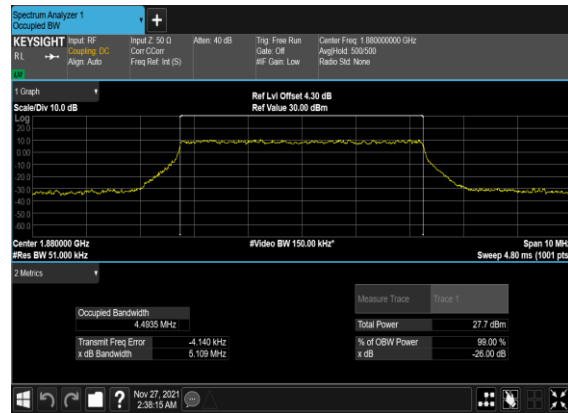 Spectrum Analyzer 1
Occupied BW
+
KEYSIGHT Input: RF Input Z: 50 Ω Atten: 40 dB Trig: Free Run Center Freq: 1.880000000 GHz
RL Coupling: DC Corr CCorr Gate: Off Avg|Hold: 500/500
Align: Auto Freq Ref: Int (S) #IF Gain: Low Radio Std: None
1 Graph
Ref Lvl Offset 4.30 dB
Scale/Div 10.0 dB Ref Value 30.00 dBm
Log
20.0
10.0
0.00
-10.0
-20.0
-30.0
-40.0
-50.0
-60.0
Center 1.880000 GHz #Video BW 150.00 kHz* Span 10 MHz
#Res BW 51.000 kHz Sweep 4.80 ms (1001 pts
2 Metrics
Measure Trace Trace 1
Occupied Bandwidth
4.4935 MHz Total Power 27.7 dBm
Transmit Freq Error -4.140 kHz % of OBW Power 99.00 %
x dB Bandwidth 5.109 MHz x dB -26.00 dB
? Nov 27, 2021
2:38:15 AM